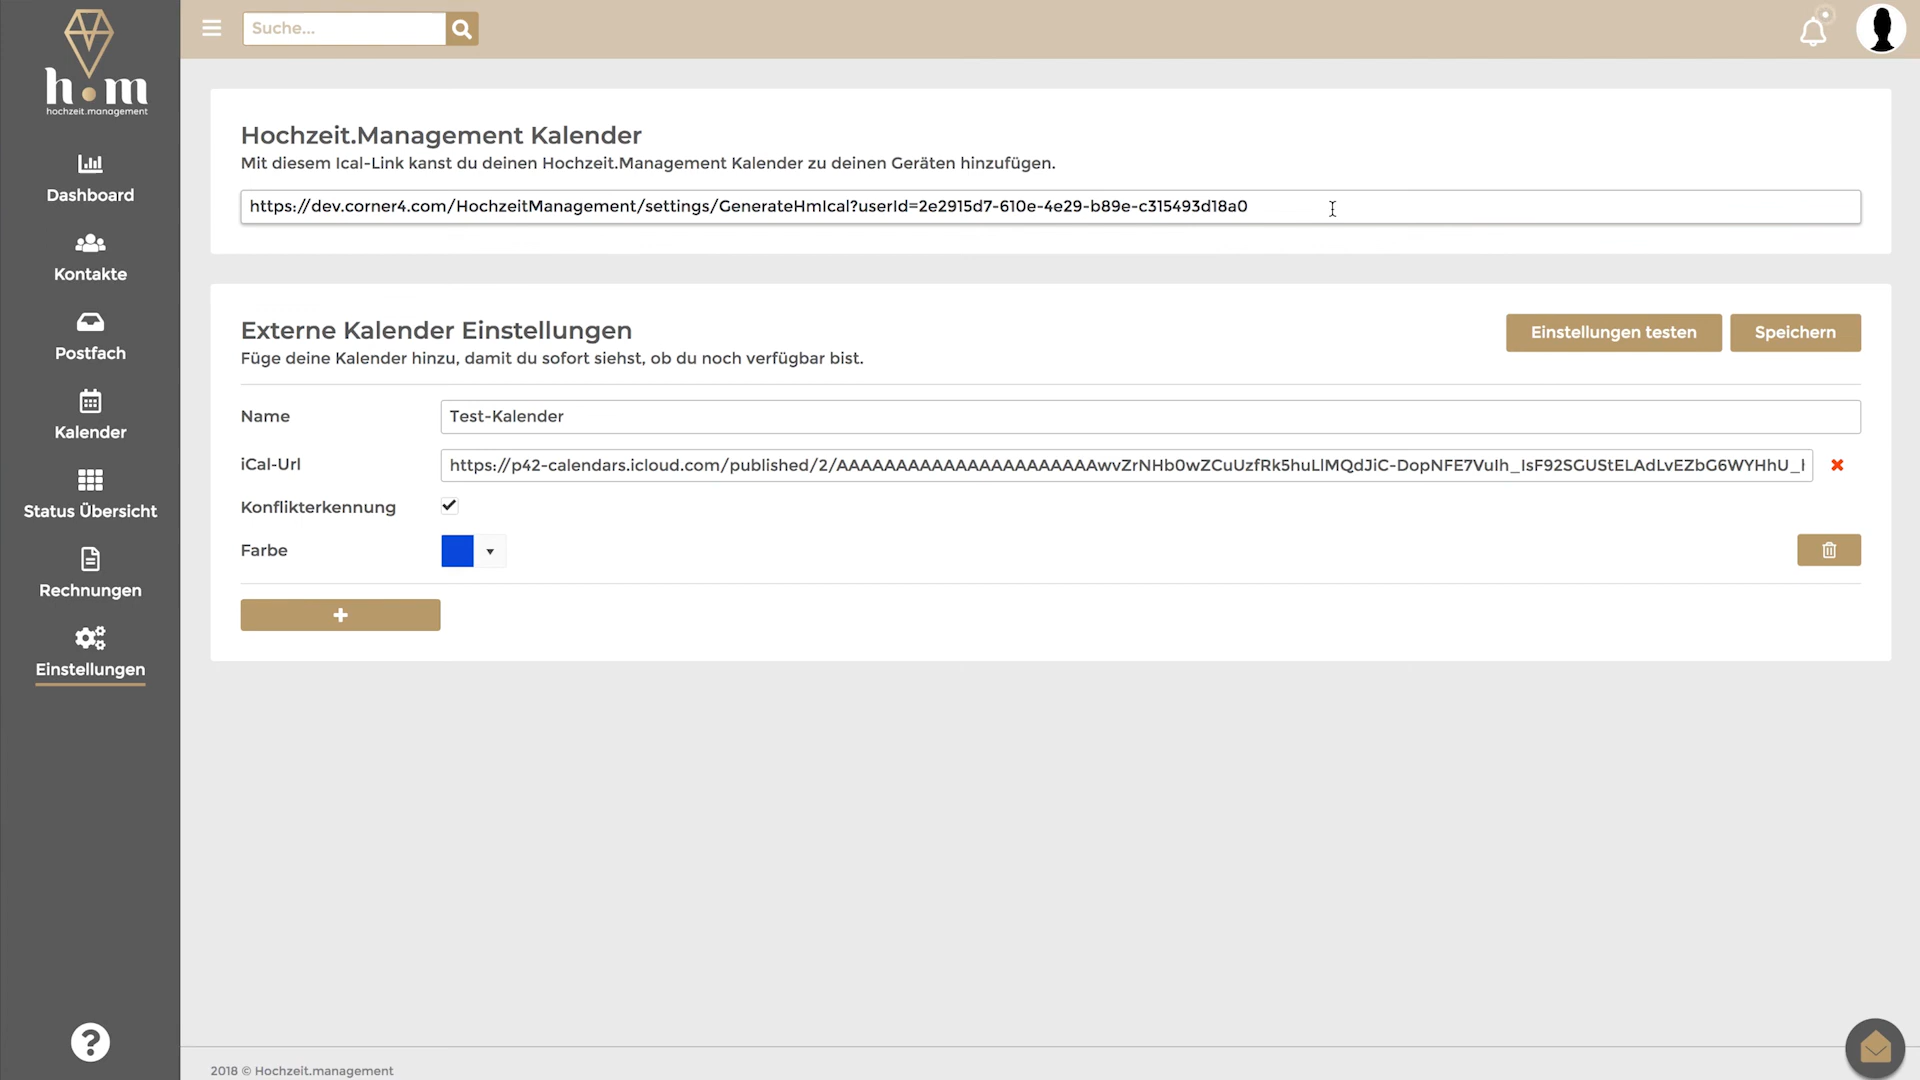 h.m
hochzeit.management
Suche...
Dashboard
Kontakte
Postfach
Kalender
Status Übersicht
Rechnungen
Einstellungen
Hochzeit.Management Kalender
Mit diesem Ical-Link kanst du deinen Hochzeit.Management Kalender zu deinen Geräten hinzufügen.
https://dev.corner4.com/HochzeitManagement/settings/GenerateHmIcal?userId=2e2915d7-610e-4e29-b89e-c315493d18a0
Externe Kalender Einstellungen
Füge deine Kalender hinzu, damit du sofort siehst, ob du noch verfügbar bist.
Einstellungen testen
Speichern
Name
Test-Kalender
iCal-Url
https://p42-calendars.icloud.com/published/2/AAAAAAAAAAAAAAAAAAAAAAwvZrNHb0wZCuUzfRk5huLlMQdJiC-DopNFE7VuIh_IsF92SGUStELAdLvEZbG6WYHhU_
Konflikterkennung
Farbe
2018 © Hochzeit.management